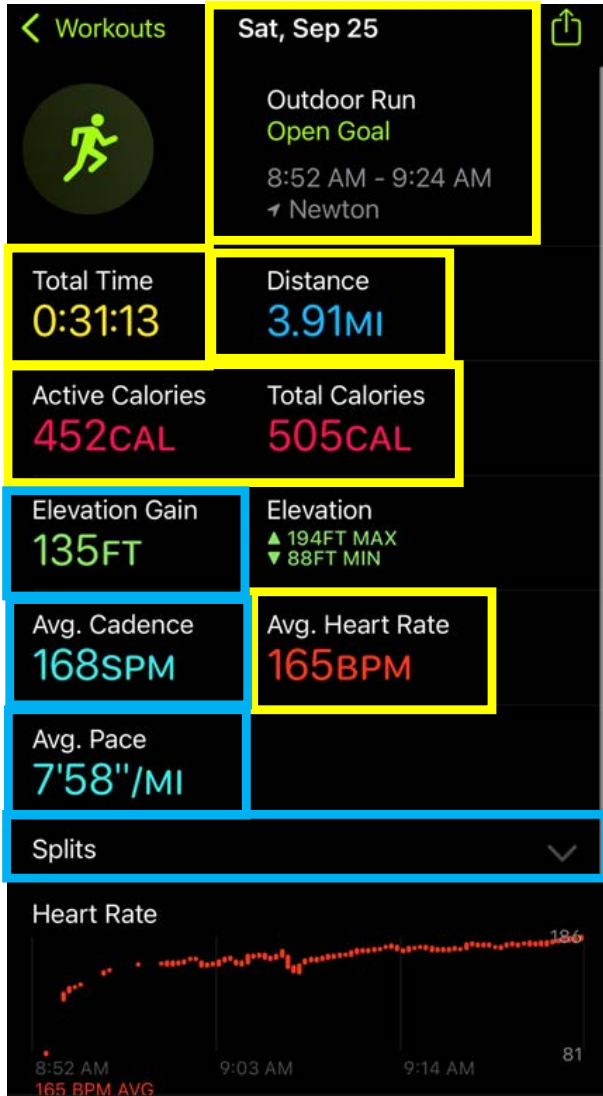 Workouts
Sat, Sep 25
Outdoor Run
Open Goal
8:52 AM - 9:24 AM
Newton
Total Time
Distance
0:31:13
3.91MI
Active Calories
Total Calories
452CAL
505CAL
Elevation Gain
Elevation
135FT
▲ 194FT MAX
▼ 88FT MIN
Avg. Cadence
Avg. Heart Rate
168SPM
165BPM
Avg. Pace
7'58"/MI
Splits
Heart Rate
186
81
8:52 AM
9:03 AM
9:14 AM
165 BPM AVG